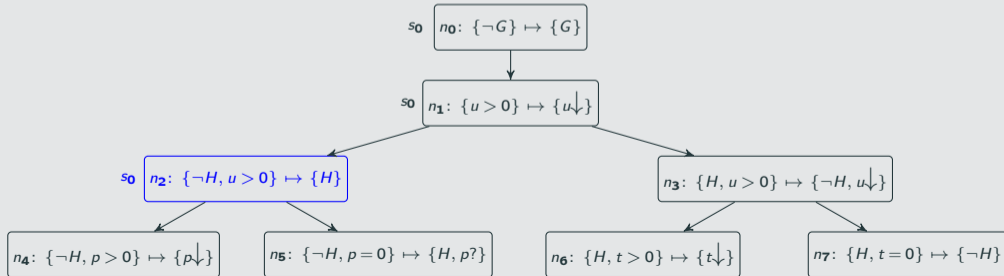 s₀ n₀: {¬G} ↦ {G}
s₀ n₁: {u > 0} ↦ {u↓}
s₀ n₂: {¬H, u > 0} ↦ {H} n₃: {H, u > 0} ↦ {¬H, u↓}
n₄: {¬H, p > 0} ↦ {p↓} n₅: {¬H, p = 0} ↦ {H, p?} n₆: {H, t > 0} ↦ {t↓} n₇: {H, t = 0} ↦ {¬H}